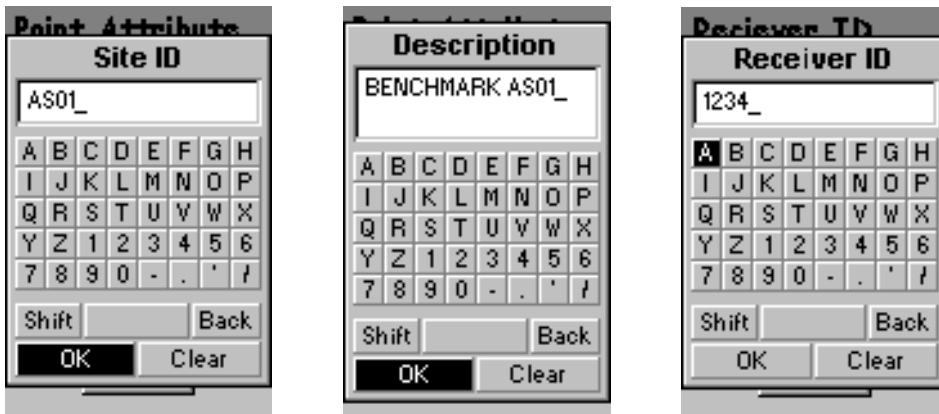 Point Attribute
Site ID
AS01_
A B C D E F G H
I J K L M N O P
Q R S T U V W X
Y Z 1 2 3 4 5 6
7 8 9 0 - . ' /
Shift Back
OK Clear
Description
BENCHMARK AS01_
A B C D E F G H
I J K L M N O P
Q R S T U V W X
Y Z 1 2 3 4 5 6
7 8 9 0 - . ' /
Shift Back
OK Clear
Reciever ID
Receiver ID
1234_
A B C D E F G H
I J K L M N O P
Q R S T U V W X
Y Z 1 2 3 4 5 6
7 8 9 0 - . ' /
Shift Back
OK Clear